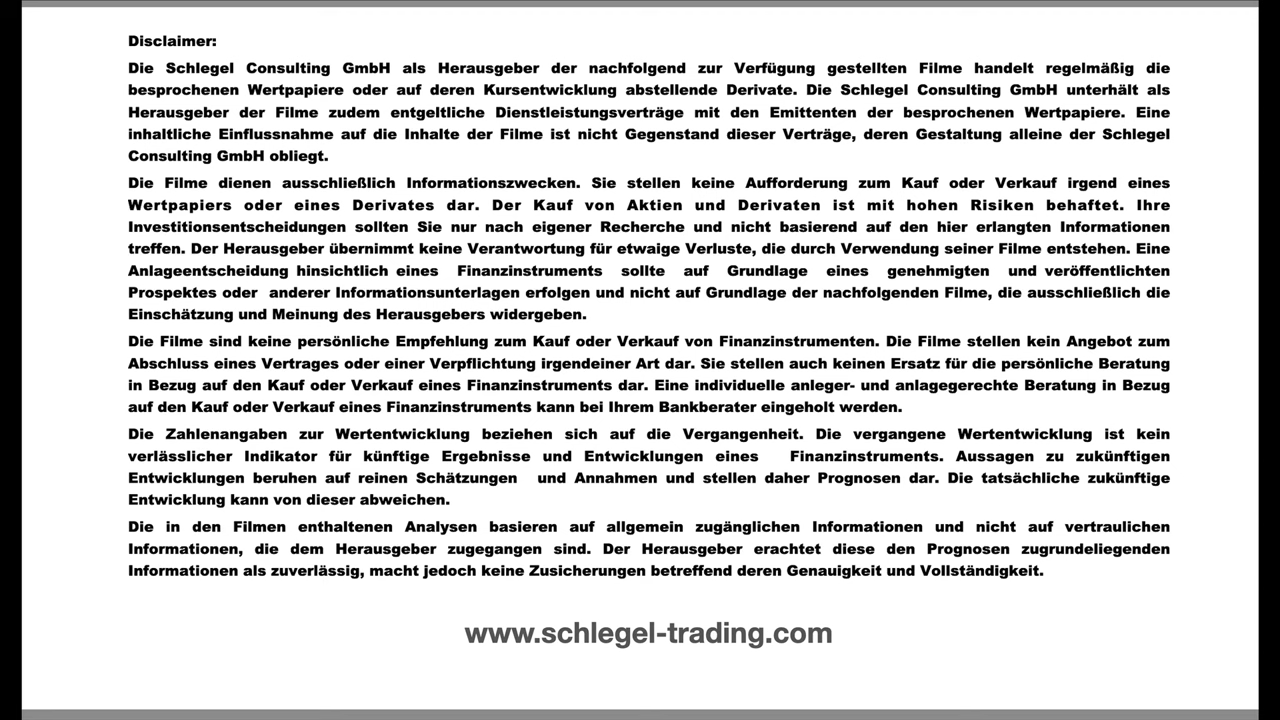 Disclaimer:
Die Schlegel Consulting GmbH als Herausgeber der nachfolgend zur Verfügung gestellten Filme handelt regelmäßig die
besprochenen Wertpapiere oder auf deren Kursentwicklung abstellende Derivate. Die Schlegel Consulting GmbH unterhält als
Herausgeber der Filme zudem entgeltliche Dienstleistungsverträge mit den Emittenten der besprochenen Wertpapiere. Eine
inhaltliche Einflussnahme auf die Inhalte der Filme ist nicht Gegenstand dieser Verträge, deren Gestaltung alleine der Schlegel
Consulting GmbH obliegt.
Die Filme dienen ausschließlich Informationszwecken. Sie stellen keine Aufforderung zum Kauf oder Verkauf irgend eines
Wertpapiers oder eines Derivates dar. Der Kauf von Aktien und Derivaten ist mit hohen Risiken behaftet. Ihre
Investitionsentscheidungen sollten Sie nur nach eigener Recherche und nicht basierend auf den hier erlangten Informationen
treffen. Der Herausgeber übernimmt keine Verantwortung für etwaige Verluste, die durch Verwendung seiner Filme entstehen. Eine
Anlageentscheidung hinsichtlich eines Finanzinstruments sollte auf Grundlage eines genehmigten und veröffentlichten
Prospektes oder anderer Informationsunterlagen erfolgen und nicht auf Grundlage der nachfolgenden Filme, die ausschließlich die
Einschätzung und Meinung des Herausgebers widergeben.
Die Filme sind keine persönliche Empfehlung zum Kauf oder Verkauf von Finanzinstrumenten. Die Filme stellen kein Angebot zum
Abschluss eines Vertrages oder einer Verpflichtung irgendeiner Art dar. Sie stellen auch keinen Ersatz für die persönliche Beratung
in Bezug auf den Kauf oder Verkauf eines Finanzinstruments dar. Eine individuelle anleger- und anlagegerechte Beratung in Bezug
auf den Kauf oder Verkauf eines Finanzinstruments kann bei Ihrem Bankberater eingeholt werden.
Die Zahlenangaben zur Wertentwicklung beziehen sich auf die Vergangenheit. Die vergangene Wertentwicklung ist kein
verlässlicher Indikator für künftige Ergebnisse und Entwicklungen eines Finanzinstruments. Aussagen zu zukünftigen
Entwicklungen beruhen auf reinen Schätzungen und Annahmen und stellen daher Prognosen dar. Die tatsächliche zukünftige
Entwicklung kann von dieser abweichen.
Die in den Filmen enthaltenen Analysen basieren auf allgemein zugänglichen Informationen und nicht auf vertraulichen
Informationen, die dem Herausgeber zugegangen sind. Der Herausgeber erachtet diese den Prognosen zugrundeliegenden
Informationen als zuverlässig, macht jedoch keine Zusicherungen betreffend deren Genauigkeit und Vollständigkeit.
www.schlegel-trading.com